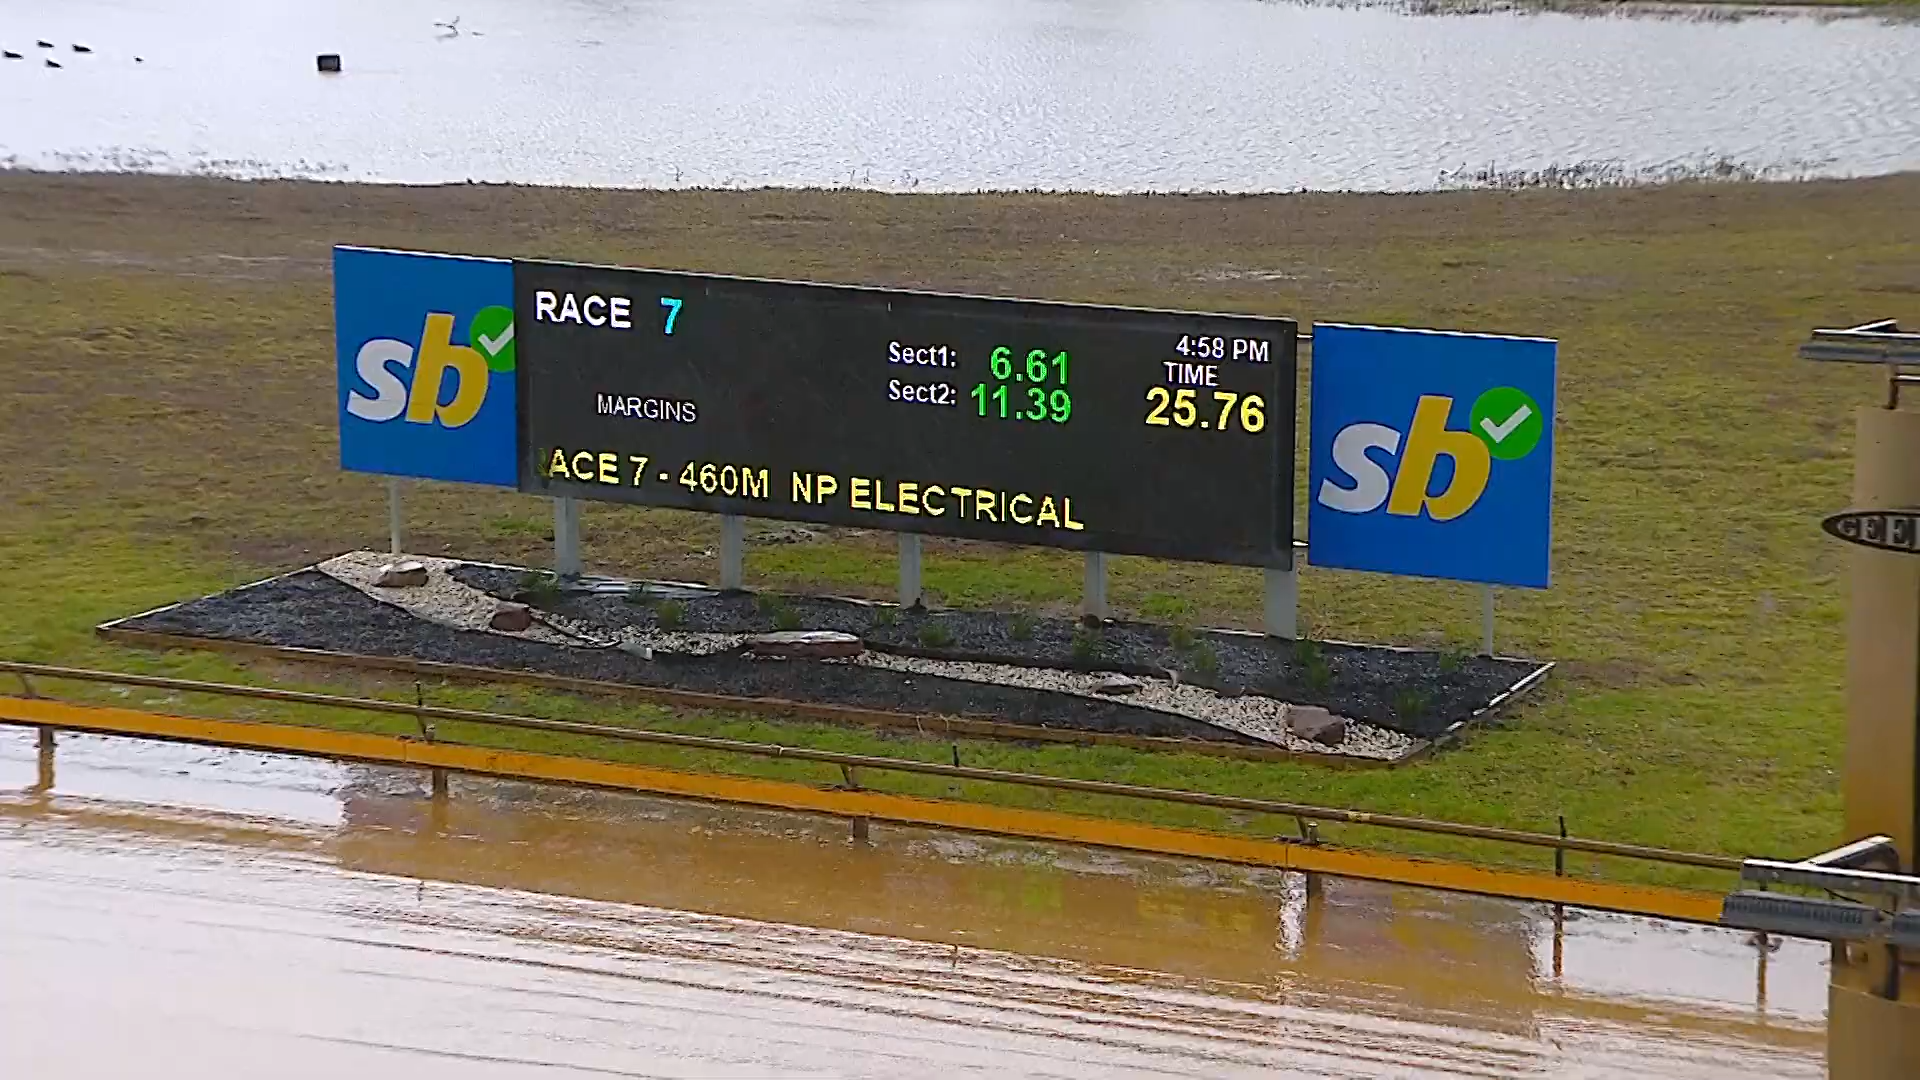 sb
RACE 7
Sect1: 6.61
Sect2: 11.39
4:58 PM
TIME
25.76
MARGINS
ACE 7 - 460M NP ELECTRICAL
sb
GEE